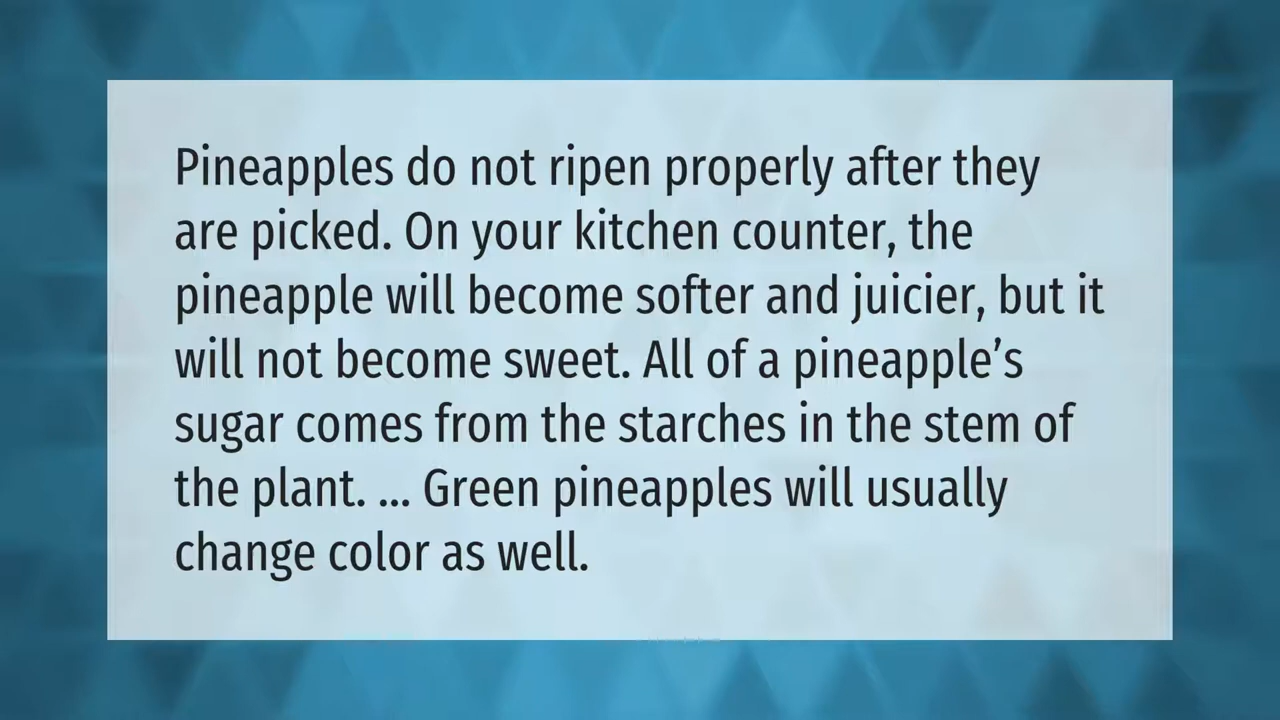 Pineapples do not ripen properly after they
are picked. On your kitchen counter, the
pineapple will become softer and juicier, but it
will not become sweet. All of a pineapple’s
sugar comes from the starches in the stem of
the plant. ... Green pineapples will usually
change color as well.